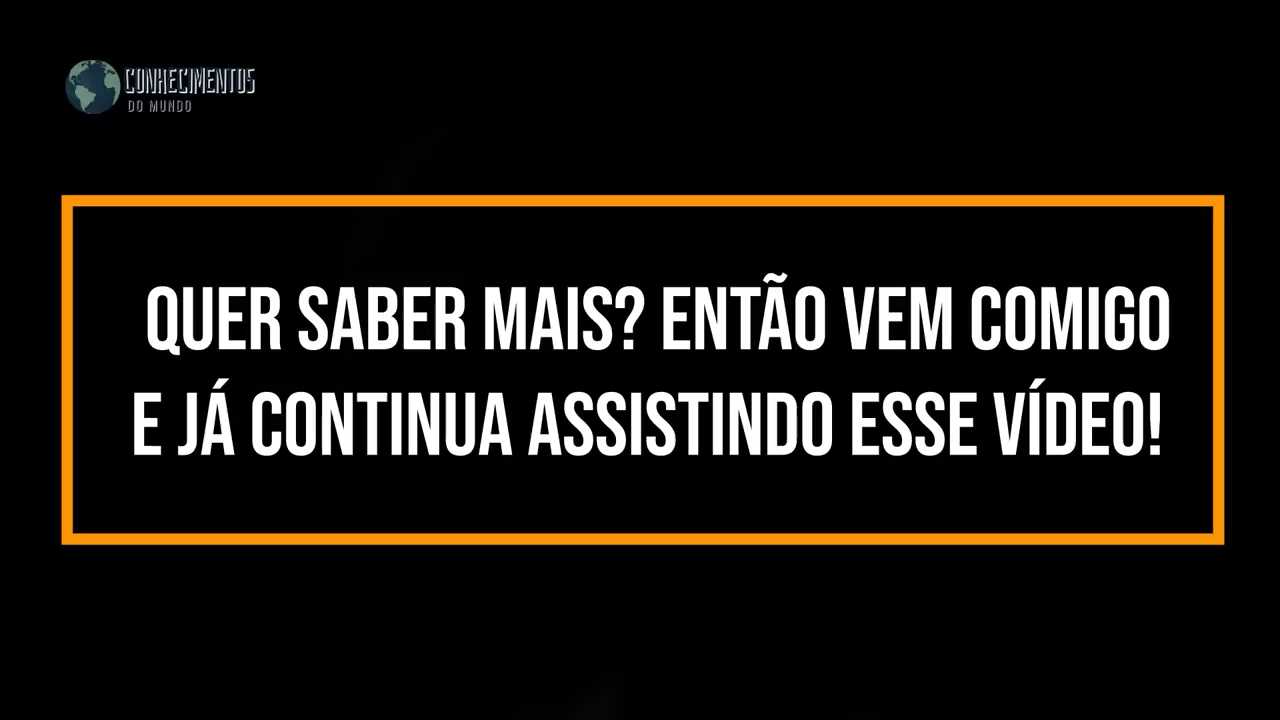 CONHECIMENTOS
DO MUNDO
QUER SABER MAIS? ENTÃO VEM COMIGO
E JÁ CONTINUA ASSISTINDO ESSE VÍDEO!